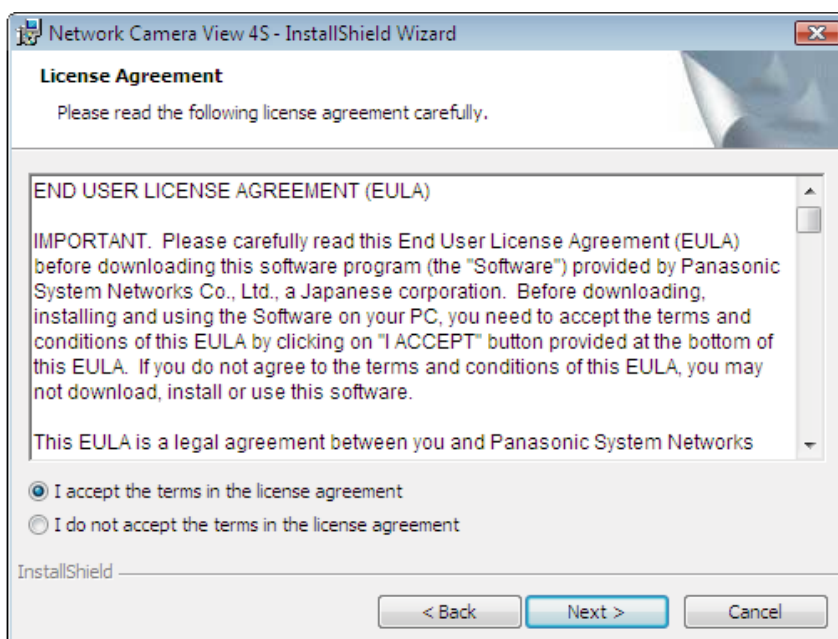 Network Camera View 4S - InstallShield Wizard
License Agreement
Please read the following license agreement carefully.
END USER LICENSE AGREEMENT (EULA)
IMPORTANT.  Please carefully read this End User License Agreement (EULA)
before downloading this software program (the "Software") provided by Panasonic
System Networks Co., Ltd., a Japanese corporation.  Before downloading,
installing and using the Software on your PC, you need to accept the terms and
conditions of this EULA by clicking on "I ACCEPT" button provided at the bottom of
this EULA.  If you do not agree to the terms and conditions of this EULA, you may
not download, install or use this software.
This EULA is a legal agreement between you and Panasonic System Networks
I accept the terms in the license agreement
I do not accept the terms in the license agreement
InstallShield
< Back
Next >
Cancel